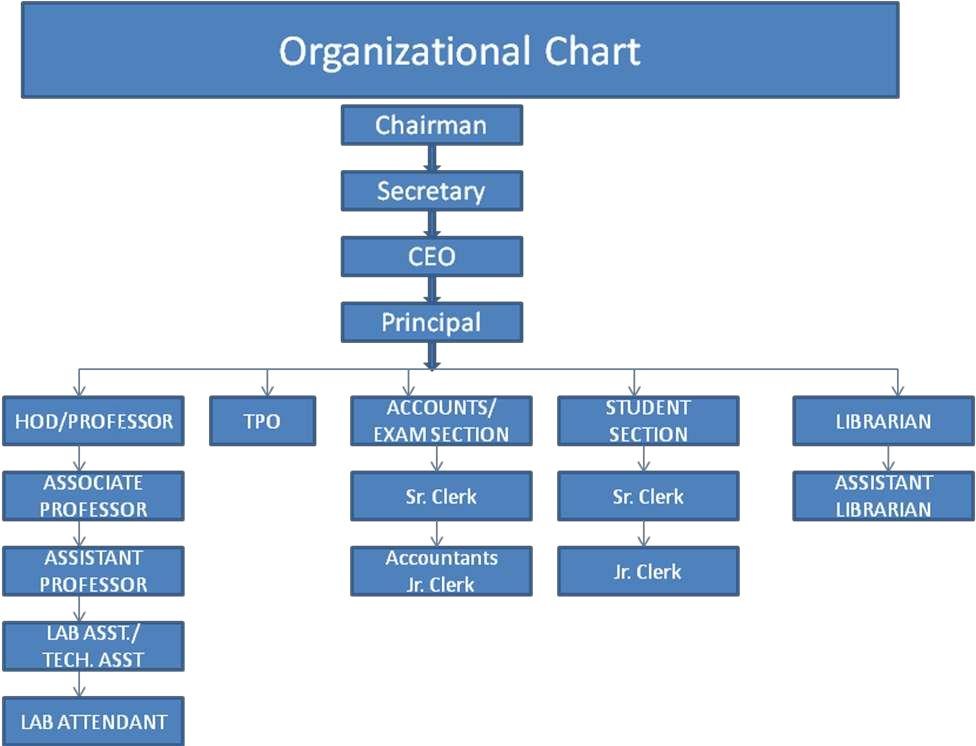 Organizational Chart
Chairman
Secretary
CEO
Principal
HOD/PROFESSOR
ASSOCIATE
PROFESSOR
ASSISTANT
PROFESSOR
LAB ASST./
TECH. ASST
LAB ATTENDANT
TPO
ACCOUNTS/
EXAM SECTION
Sr. Clerk
Accountants
Jr. Clerk
STUDENT
SECTION
Sr. Clerk
Jr. Clerk
LIBRARIAN
ASSISTANT
LIBRARIAN